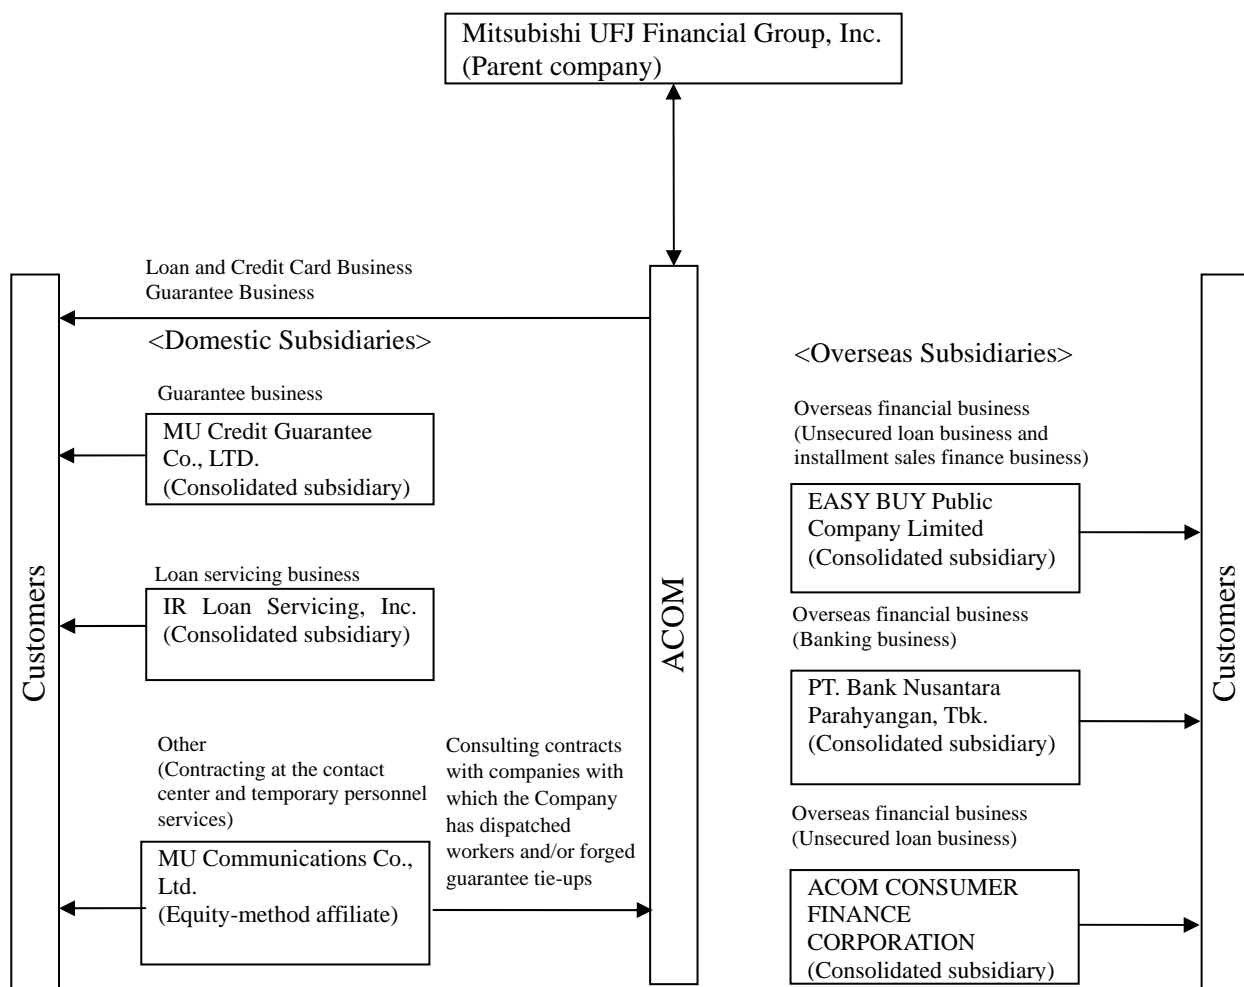 Mitsubishi UFJ Financial Group, Inc.
(Parent company)
Loan and Credit Card Business
Guarantee Business
<Domestic Subsidiaries>
Guarantee business
MU Credit Guarantee
Co., LTD.
(Consolidated subsidiary)
Loan servicing business
IR Loan Servicing, Inc.
(Consolidated subsidiary)
Other
(Contracting at the contact
center and temporary personnel
services)
MU Communications Co.,
Ltd.
(Equity-method affiliate)
Consulting contracts
with companies with
which the Company
has dispatched
workers and/or forged
guarantee tie-ups
Customers
ACOM
<Overseas Subsidiaries>
Overseas financial business
(Unsecured loan business and
installment sales finance business)
EASY BUY Public
Company Limited
(Consolidated subsidiary)
Overseas financial business
(Banking business)
PT. Bank Nusantara
Parahyangan, Tbk.
(Consolidated subsidiary)
Overseas financial business
(Unsecured loan business)
ACOM CONSUMER
FINANCE
CORPORATION
(Consolidated subsidiary)
Customers